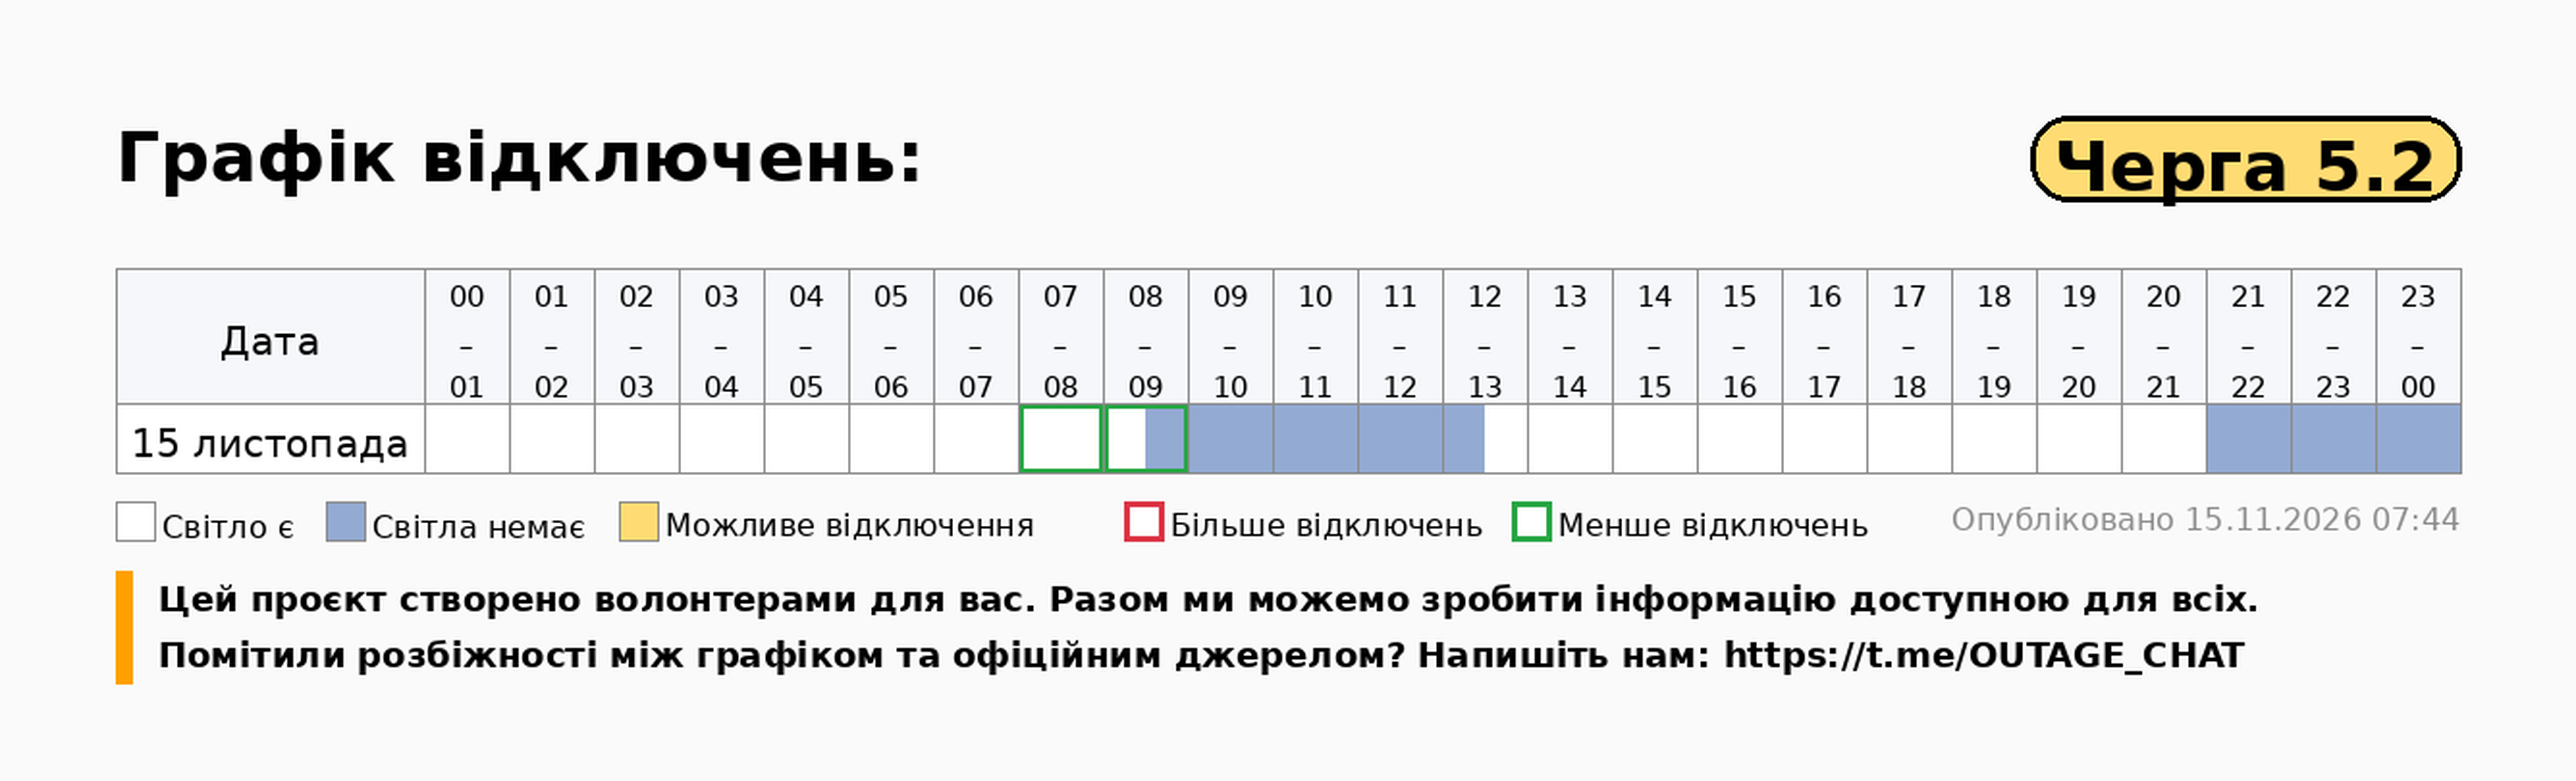 Графік відключень:
Черга 5.2
Дата
00 – 01
01 – 02
02 – 03
03 – 04
04 – 05
05 – 06
06 – 07
07 – 08
08 – 09
09 – 10
10 – 11
11 – 12
12 – 13
13 – 14
14 – 15
15 – 16
16 – 17
17 – 18
18 – 19
19 – 20
20 – 21
21 – 22
22 – 23
23 – 00
15 листопада
Світло є
Світла немає
Можливе відключення
Більше відключень
Менше відключень
Опубліковано 15.11.2026 07:44
Цей проєкт створено волонтерами для вас. Разом ми можемо зробити інформацію доступною для всіх.
Помітили розбіжності між графіком та офіційним джерелом? Напишіть нам: https://t.me/OUTAGE_CHAT